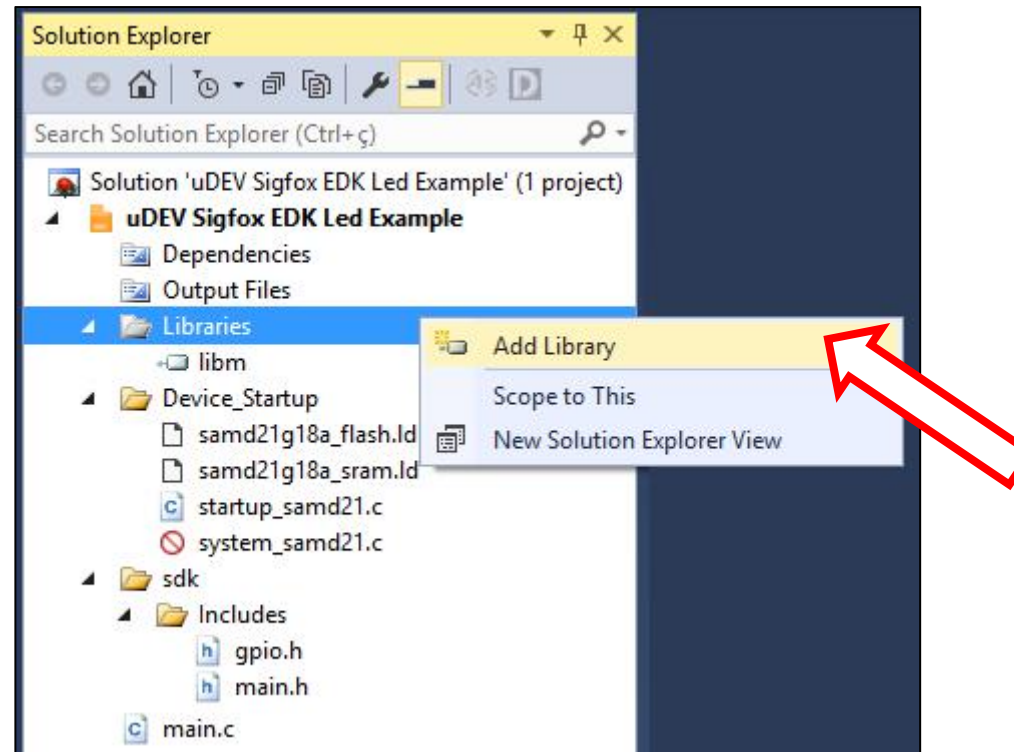 Solution Explorer
Search Solution Explorer (Ctrl+ç)
Solution 'uDEV Sigfox EDK Led Example' (1 project)
uDEV Sigfox EDK Led Example
Dependencies
Output Files
Libraries
Add Library
libm
Scope to This
Device_Startup
samd21g18a_flash.ld
New Solution Explorer View
samd21g18a_sram.ld
startup_samd21.c
system_samd21.c
sdk
Includes
gpio.h
main.h
main.c